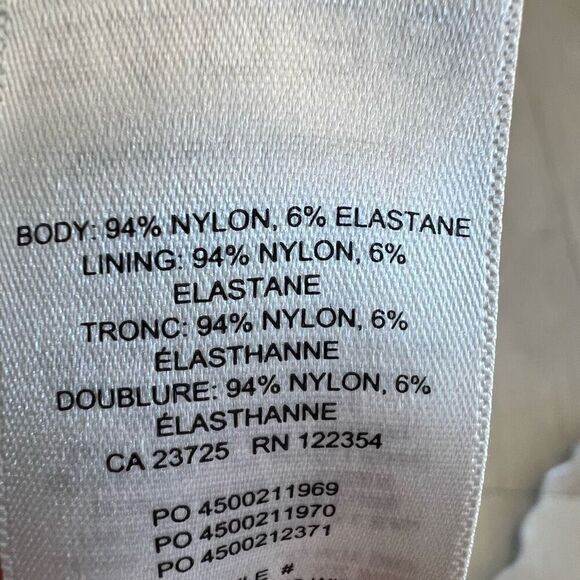 BODY: 94% NYLON, 6% ELASTANE
LINING: 94% NYLON, 6%
ELASTANE
TRONC: 94% NYLON, 6%
ÉLASTHANNE
DOUBLURE: 94% NYLON, 6%
ÉLASTHANNE
CA 23725 RN 122354
PO 4500211969
PO 4500211970
PO 4500212371
#